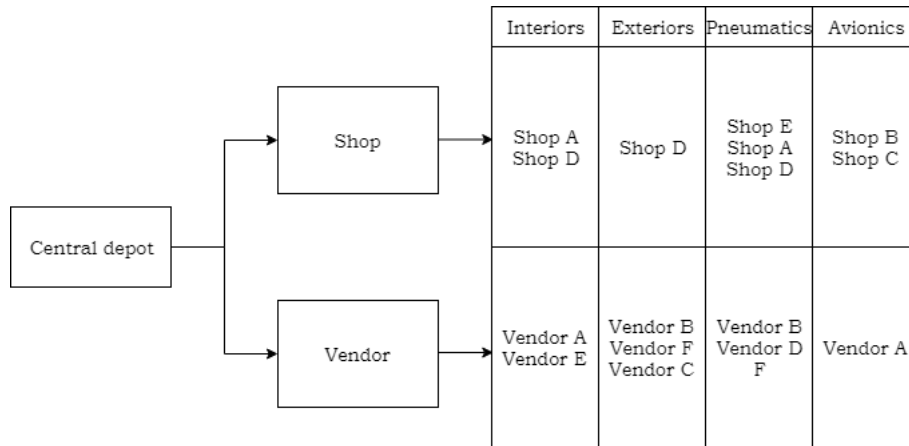 Interiors Exteriors Pneumatics Avionics
Shop
Shop A
Shop D
Shop D
Shop E
Shop A
Shop D
Shop B
Shop C
Central depot
Vendor
Vendor A
Vendor E
Vendor B
Vendor F
Vendor C
Vendor B
Vendor D
F
Vendor A